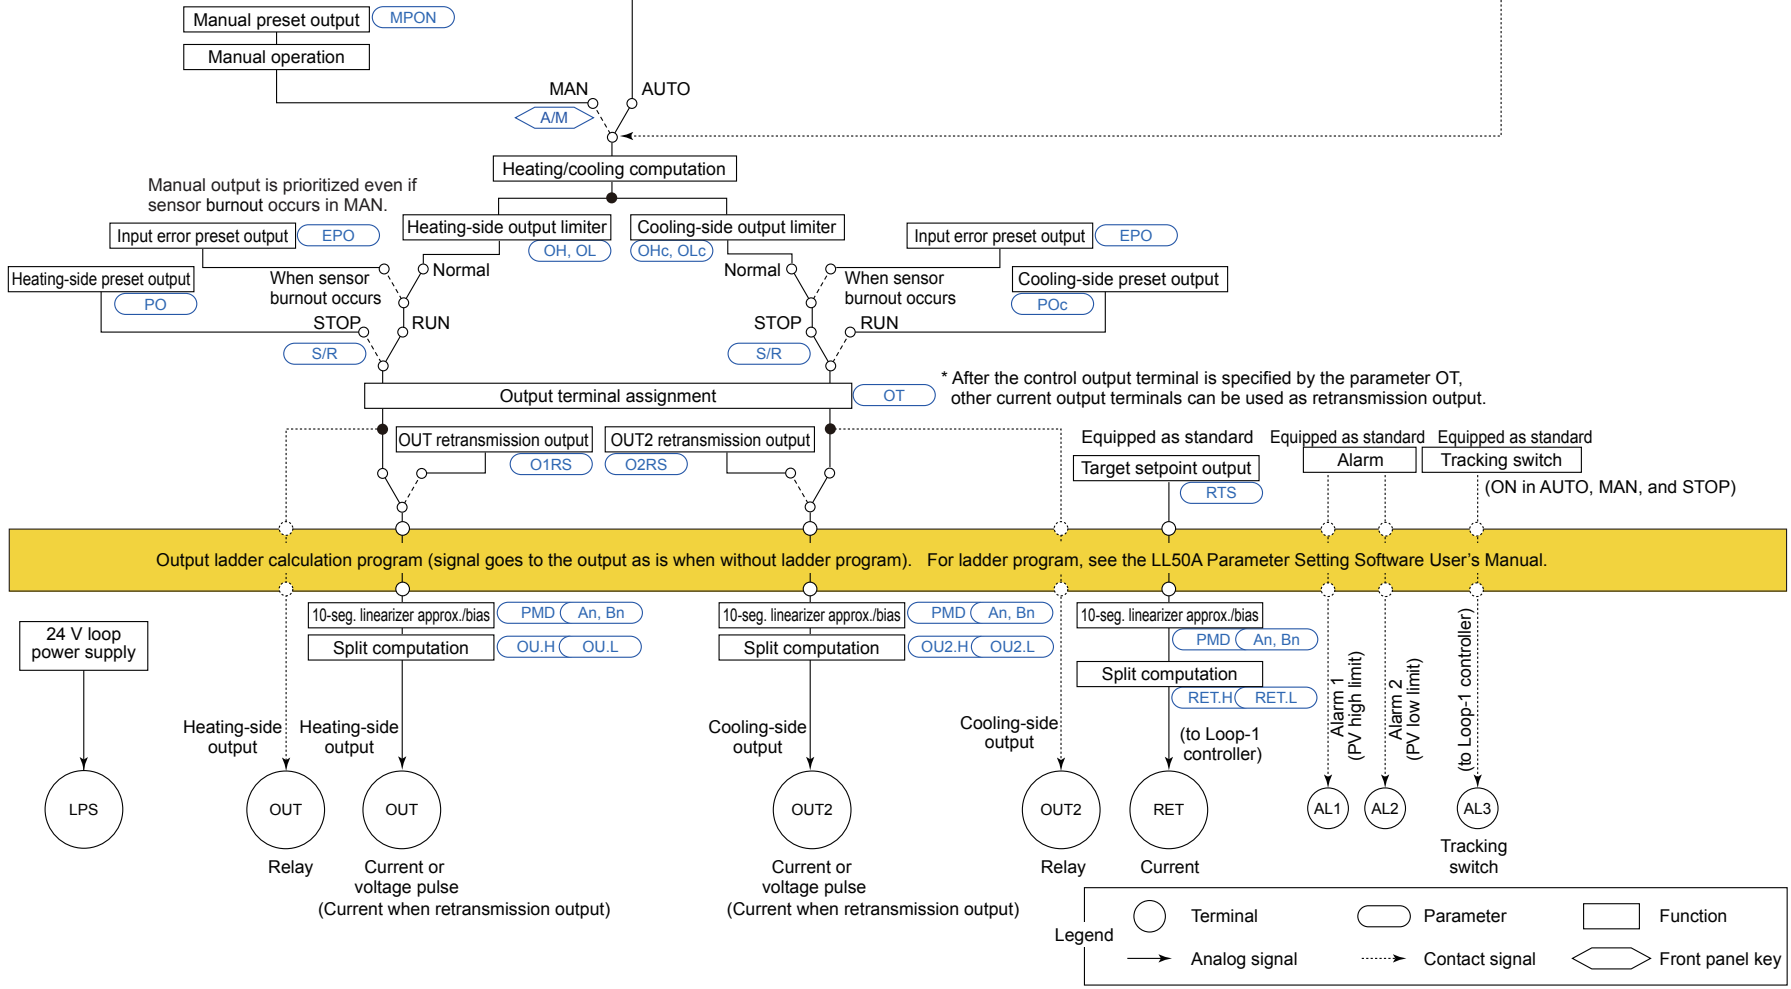 Manual preset output
MPON
Manual operation
MAN
AUTO
A/M
Heating/cooling computation
Manual output is prioritized even if
sensor burnout occurs in MAN.
Input error preset output
EPO
Heating-side output limiter
OH, OL
Cooling-side output limiter
OHc, OLc
Input error preset output
EPO
Heating-side preset output
PO
When sensor
burnout occurs
Normal
Normal
When sensor
burnout occurs
Cooling-side preset output
POc
STOP
RUN
S/R
STOP
RUN
S/R
Output terminal assignment
OT
* After the control output terminal is specified by the parameter OT,
other current output terminals can be used as retransmission output.
OUT retransmission output
O1RS
OUT2 retransmission output
O2RS
Equipped as standard
Target setpoint output
RTS
Equipped as standard
Alarm
Equipped as standard
Tracking switch
(ON in AUTO, MAN, and STOP)
Output ladder calculation program (signal goes to the output as is when without ladder program). For ladder program, see the LL50A Parameter Setting Software User's Manual.
24 V loop
power supply
10-seg. linearizer approx./bias
PMD
An, Bn
Split computation
OU.H
OU.L
10-seg. linearizer approx./bias
PMD
An, Bn
Split computation
OU2.H
OU2.L
10-seg. linearizer approx./bias
PMD
An, Bn
Split computation
RET.H
RET.L
Heating-side
output
Heating-side
output
Cooling-side
output
Cooling-side
output
(to Loop-1
controller)
Alarm 1
(PV high limit)
Alarm 2
(PV low limit)
(to Loop-1 controller)
LPS
OUT
OUT
OUT2
OUT2
RET
AL1
AL2
AL3
Relay
Current or
voltage pulse
(Current when retransmission output)
Current or
voltage pulse
(Current when retransmission output)
Relay
Current
Tracking
switch
Legend
Terminal
Parameter
Function
Analog signal
Contact signal
Front panel key